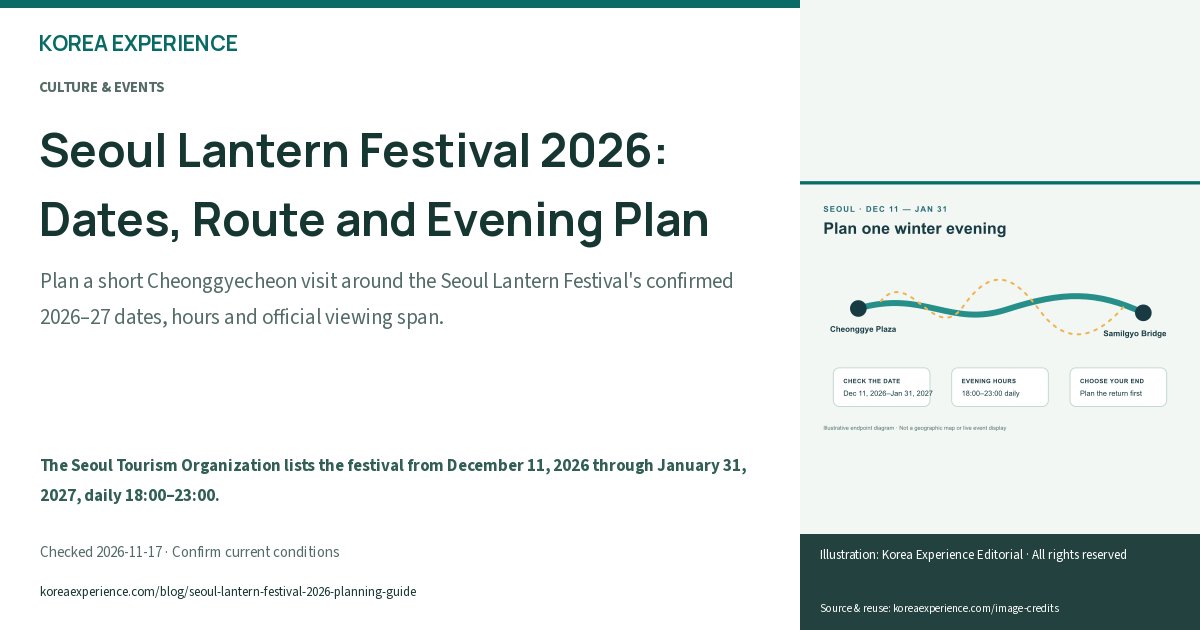 KOREA EXPERIENCE
CULTURE & EVENTS
Seoul Lantern Festival 2026:
Dates, Route and Evening Plan
Plan a short Cheonggyecheon visit around the Seoul Lantern Festival's confirmed
2026–27 dates, hours and official viewing span.
The Seoul Tourism Organization lists the festival from December 11, 2026 through January 31,
2027, daily 18:00–23:00.
Checked 2026-11-17 · Confirm current conditions
koreaexperience.com/blog/seoul-lantern-festival-2026-planning-guide
SEOUL · DEC 11 — JAN 31
Plan one winter evening
Cheongye Plaza
Samilgyo Bridge
CHECK THE DATE
Dec 11, 2026–Jan 31, 2027
EVENING HOURS
18:00–23:00 daily
CHOOSE YOUR END
Plan the return first
Illustrative endpoint diagram · Not a geographic map or live event display
Illustration: Korea Experience Editorial · All rights reserved
Source & reuse: koreaexperience.com/image-credits